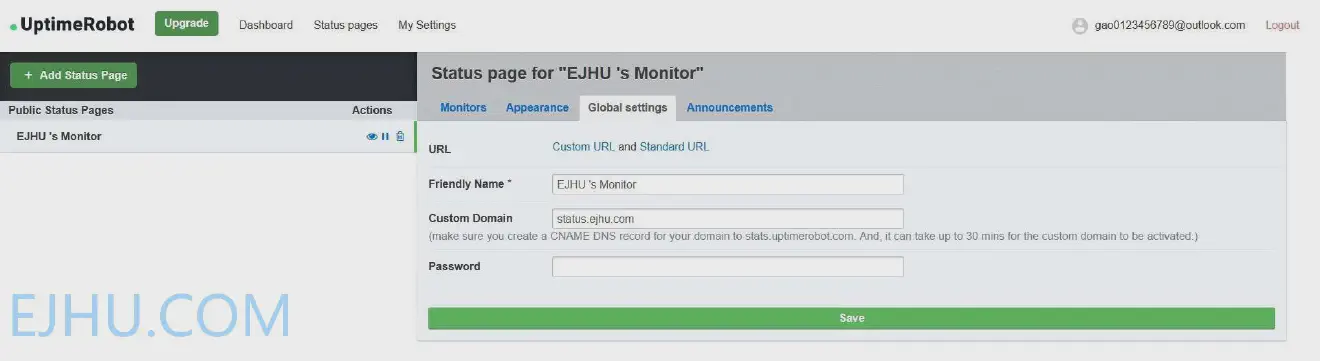 UptimeRobot Upgrade Dashboard Status pages My Settings gao0123456789@outlook.com Logout
+ Add Status Page
Public Status Pages Actions
EJHU 's Monitor
Status page for "EJHU 's Monitor"
Monitors Appearance Global settings Announcements
URL Custom URL and Standard URL
Friendly Name * EJHU 's Monitor
Custom Domain status.ejhu.com
(make sure you create a CNAME DNS record for your domain to stats.uptimerobot.com. And, it can take up to 30 mins for the custom domain to be activated.)
Password
Save
EJHU.COM